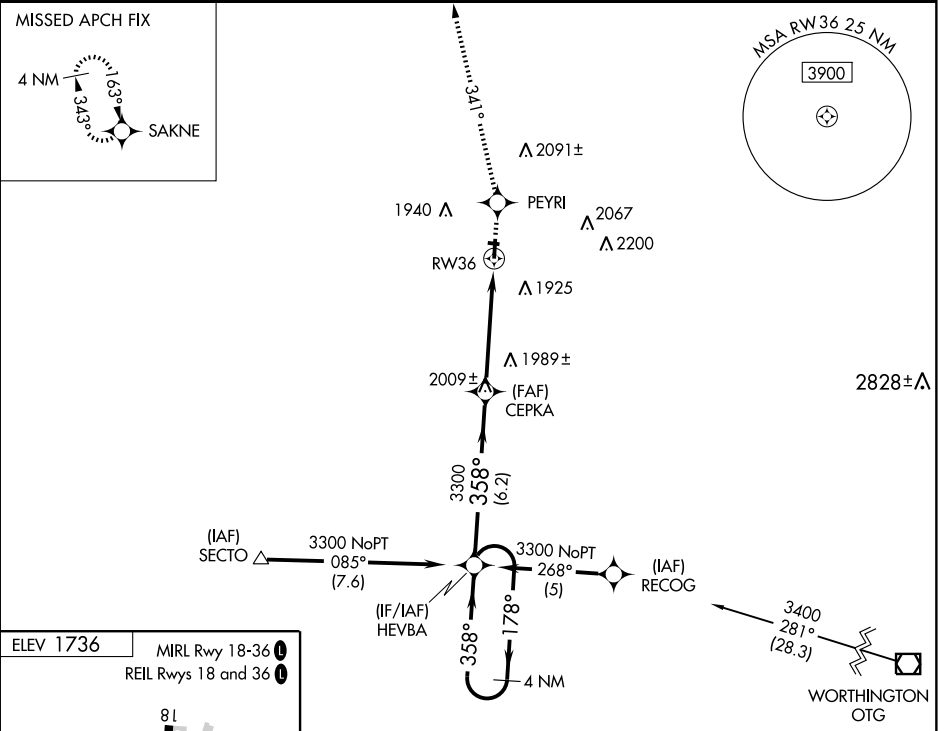 MISSED APCH FIX
4 NM
163°
343°
SAKNE
341°
MSA RW36 25 NM
3900
2091±
1940
PEYRI
2067
2200
RW36
1925
1989±
2009±
(FAF)
CEPKA
2828±
3300
358°
(6.2)
(IAF)
SECTO
3300 NoPT
085°
(7.6)
3300 NoPT
268°
(5)
(IAF)
RECOG
(IF/IAF)
HEVBA
358°
178°
4 NM
3400
281°
(28.3)
WORTHINGTON
OTG
ELEV 1736
MIRL Rwy 18-36 L
REIL Rwys 18 and 36 L
18